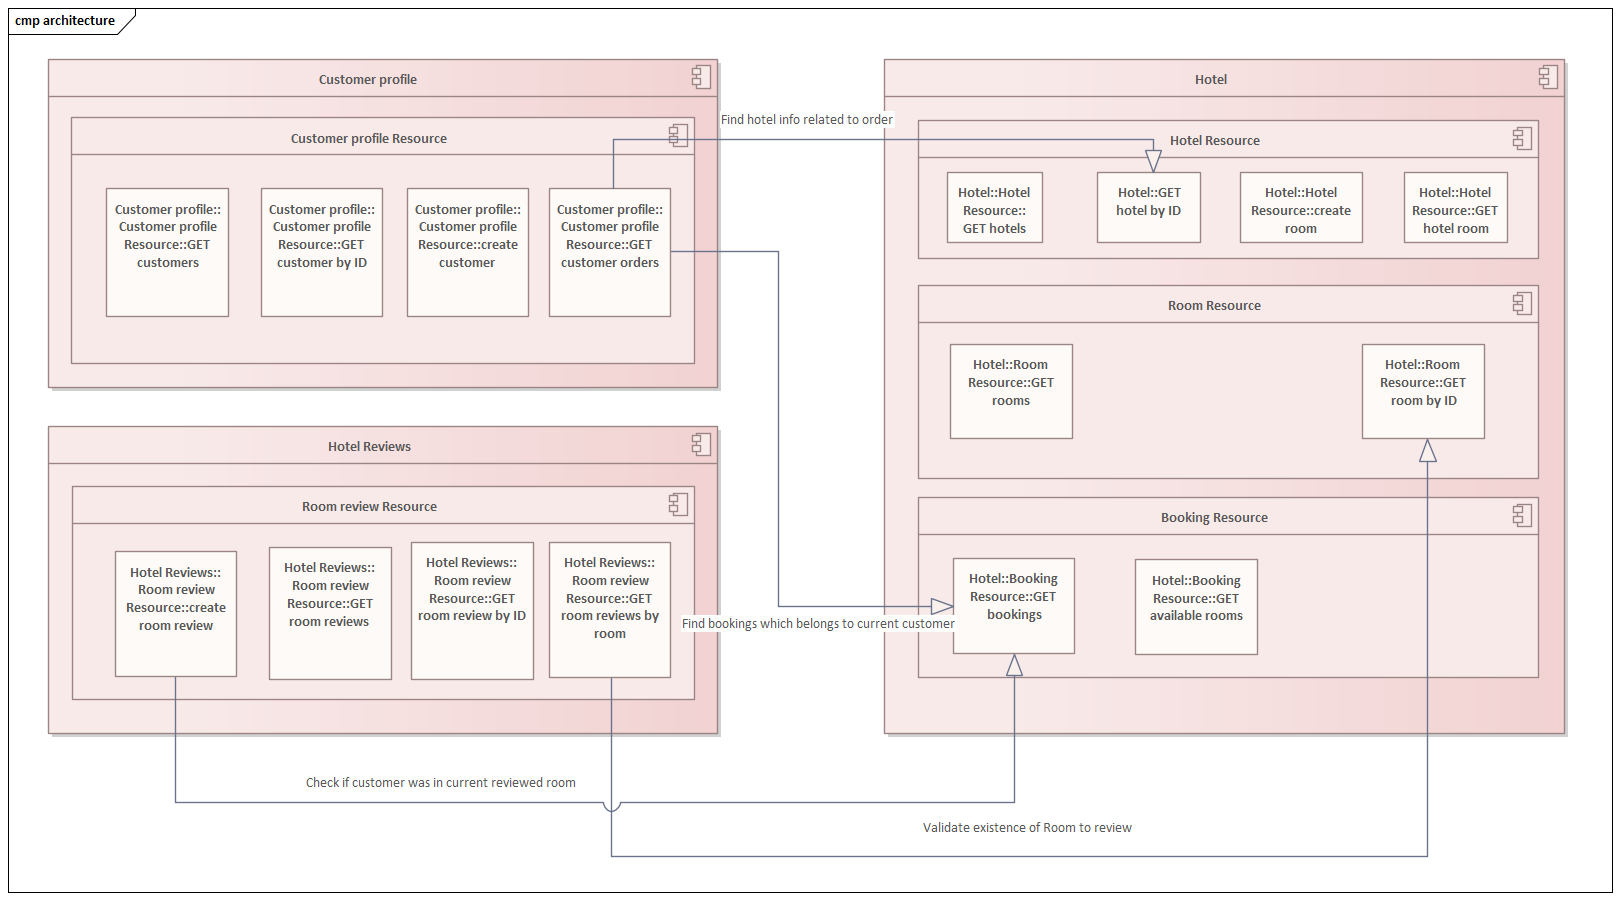 cmp architecture
Customer profile
Customer profile Resource
Customer profile::
Customer profile
Resource::GET
customers
Customer profile::
Customer profile
Resource::GET
customer by ID
Customer profile::
Customer profile
Resource::create
customer
Customer profile::
Customer profile
Resource::GET
customer orders
Find hotel info related to order
Hotel
Hotel Resource
Hotel::Hotel
Resource::
GET hotels
Hotel::GET
hotel by ID
Hotel::Hotel
Resource::create
room
Hotel::Hotel
Resource::GET
hotel room
Room Resource
Hotel::Room
Resource::GET
rooms
Hotel::Room
Resource::GET
room by ID
Hotel Reviews
Room review Resource
Hotel Reviews::
Room review
Resource::create
room review
Hotel Reviews::
Room review
Resource::GET
room reviews
Hotel Reviews::
Room review
Resource::GET
room review by ID
Hotel Reviews::
Room review
Resource::GET
room reviews by
room
Find bookings which belongs to current customer
Booking Resource
Hotel::Booking
Resource::GET
bookings
Hotel::Booking
Resource::GET
available rooms
Check if customer was in current reviewed room
Validate existence of Room to review